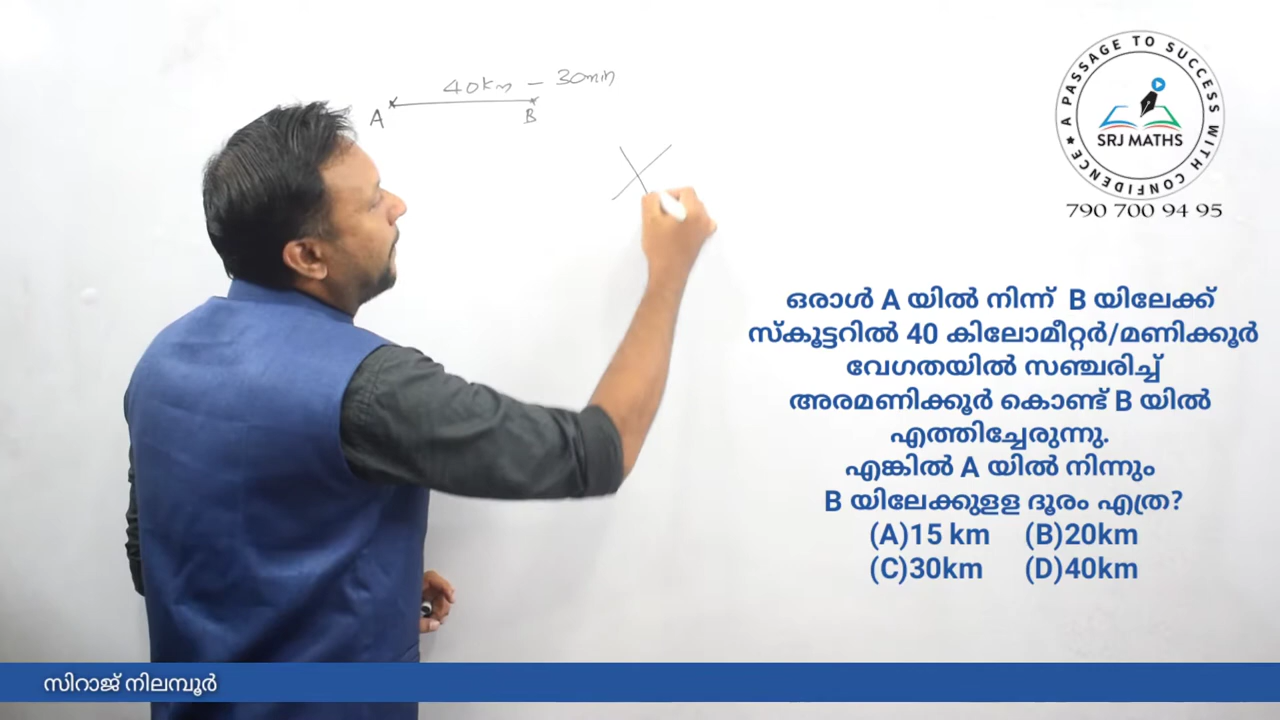 40km - 30min
A B
A PASSAGE TO SUCCESS WITH CONFIDENCE ★
SRJ MATHS
790 700 94 95
ഒരാൾ A യിൽ നിന്ന് B യിലേക്ക്
സ്കൂട്ടറിൽ 40 കിലോമീറ്റർ/മണിക്കൂർ
വേഗതയിൽ സഞ്ചരിച്ച്
അരമണിക്കൂർ കൊണ്ട് B യിൽ
എത്തിച്ചേരുന്നു.
എങ്കിൽ A യിൽ നിന്നും
B യിലേക്കുളള ദൂരം എത്ര?
(A)15 km (B)20km
(C)30km (D)40km
സിറാജ് നിലമ്പൂർ